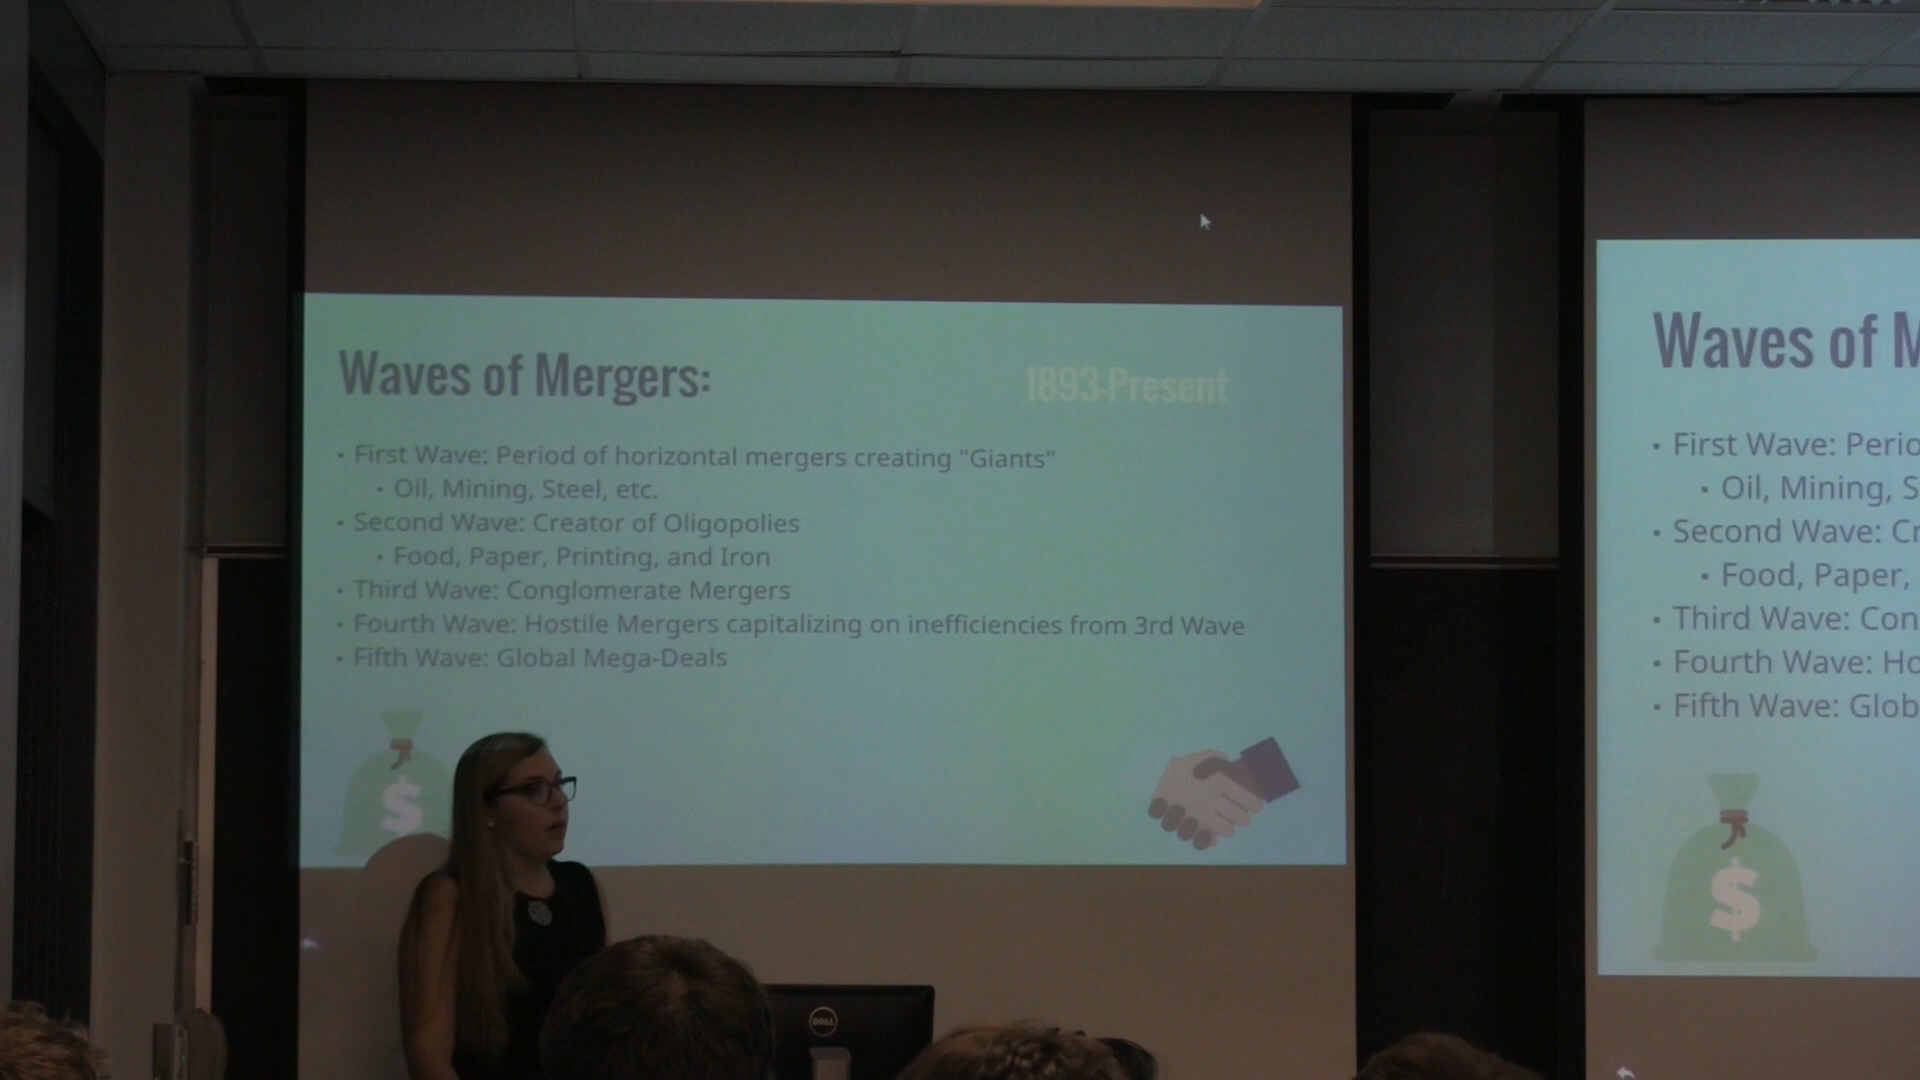 Waves of Mergers:
1893-Present
• First Wave: Period of horizontal mergers creating "Giants"
• Oil, Mining, Steel, etc.
• Second Wave: Creator of Oligopolies
• Food, Paper, Printing, and Iron
• Third Wave: Conglomerate Mergers
• Fourth Wave: Hostile Mergers capitalizing on inefficiencies from 3rd Wave
• Fifth Wave: Global Mega-Deals
$
DELL
Waves of M
• First Wave: Perio
• Oil, Mining, S
• Second Wave: Cr
• Food, Paper,
• Third Wave: Con
• Fourth Wave: Ho
• Fifth Wave: Glob
$